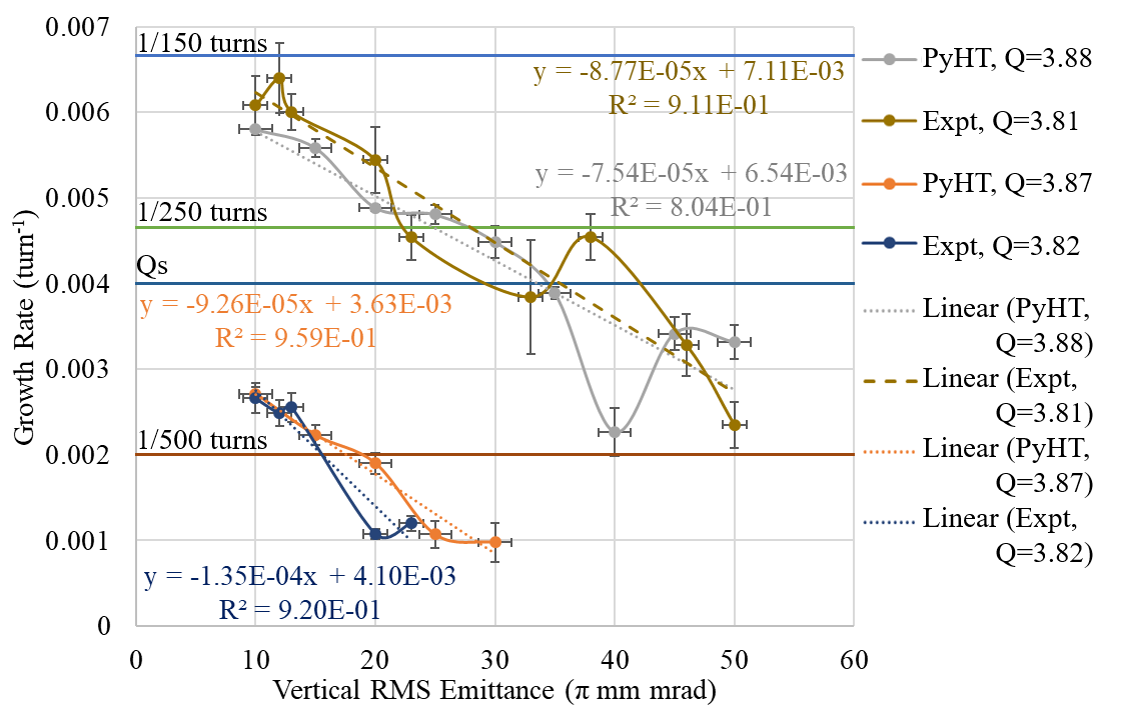 0.007
0.006
0.005
0.004
0.003
0.002
0.001
0
Growth Rate (turn⁻¹)
1/150 turns
y = -8.77E-05x + 7.11E-03
R² = 9.11E-01
y = -7.54E-05x + 6.54E-03
R² = 8.04E-01
1/250 turns
Qs
y = -9.26E-05x + 3.63E-03
R² = 9.59E-01
1/500 turns
y = -1.35E-04x + 4.10E-03
R² = 9.20E-01
0 10 20 30 40 50 60
Vertical RMS Emittance (π mm mrad)
PyHT, Q=3.88
Expt, Q=3.81
PyHT, Q=3.87
Expt, Q=3.82
Linear (PyHT,
Q=3.88)
Linear (Expt,
Q=3.81)
Linear (PyHT,
Q=3.87)
Linear (Expt,
Q=3.82)